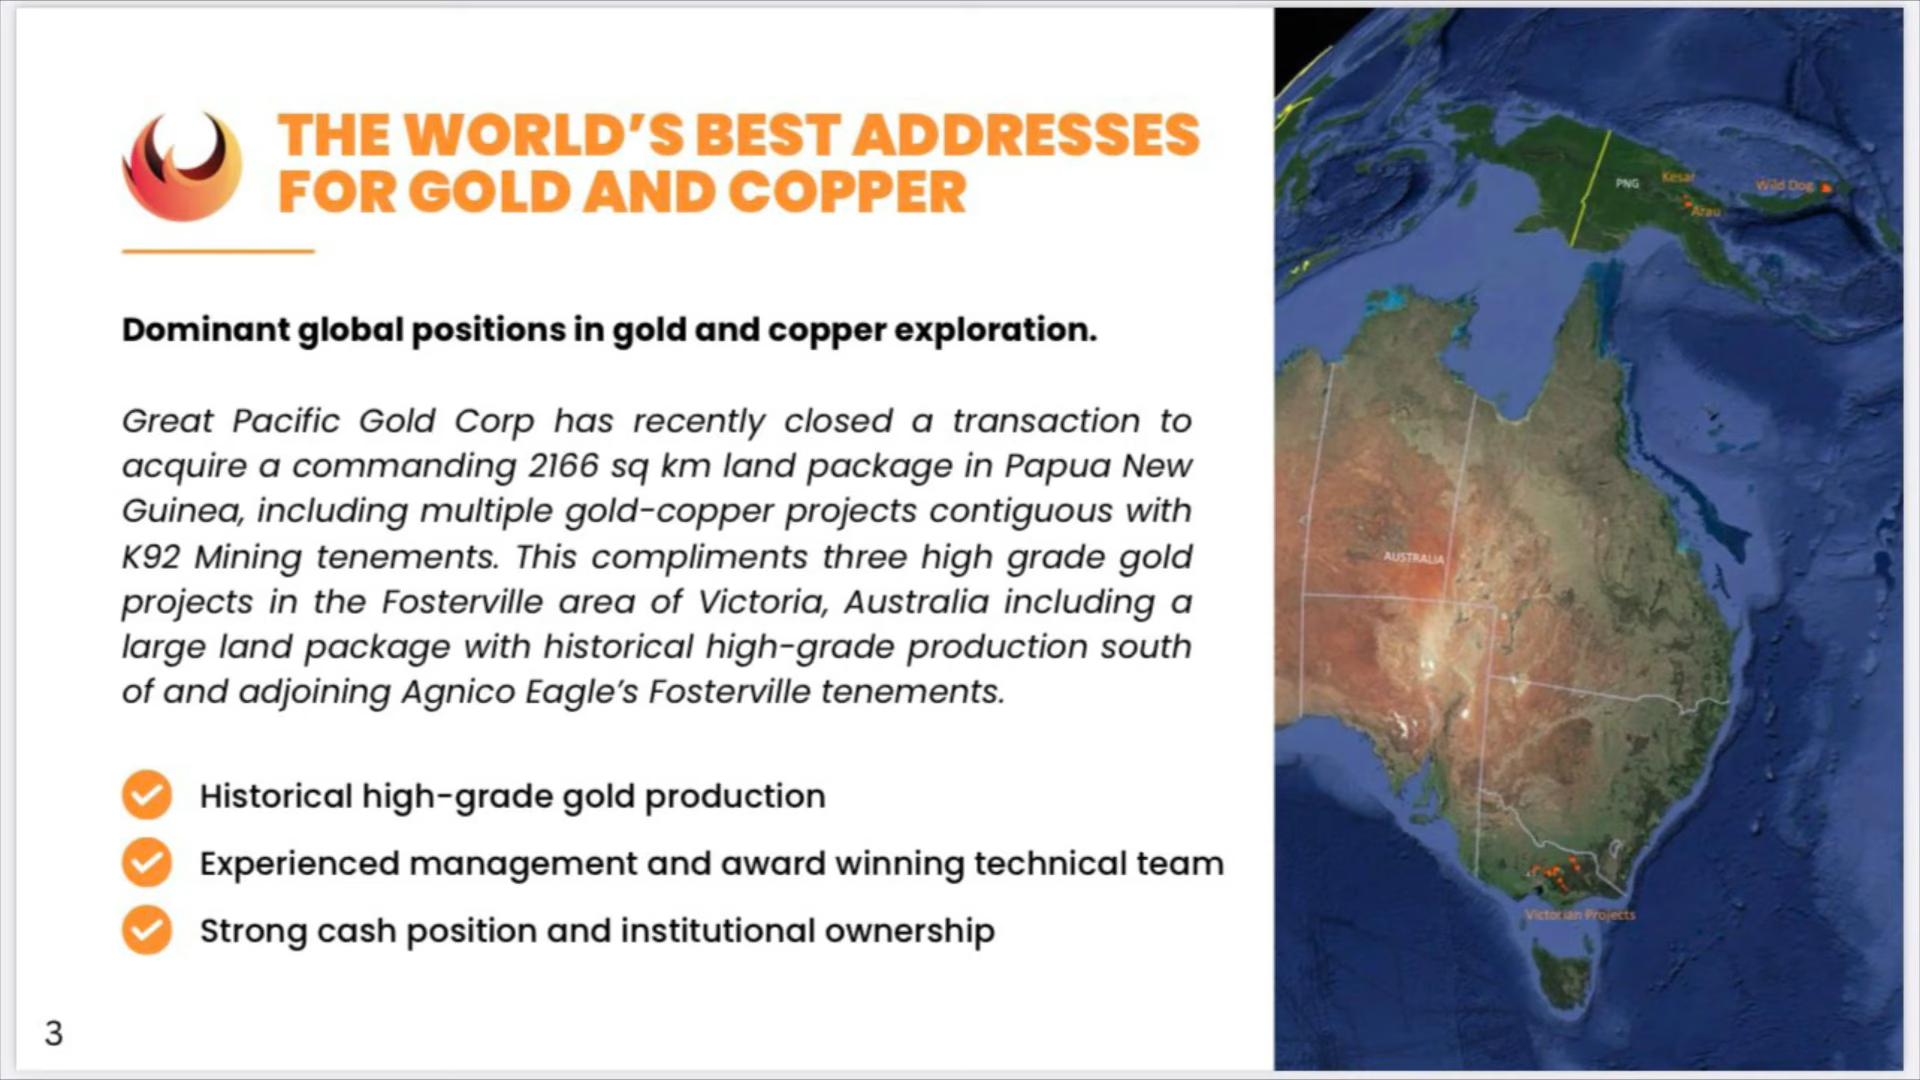 THE WORLD'S BEST ADDRESSES
FOR GOLD AND COPPER
Dominant global positions in gold and copper exploration.
Great Pacific Gold Corp has recently closed a transaction to
acquire a commanding 2166 sq km land package in Papua New
Guinea, including multiple gold-copper projects contiguous with
K92 Mining tenements. This compliments three high grade gold
projects in the Fosterville area of Victoria, Australia including a
large land package with historical high-grade production south
of and adjoining Agnico Eagle's Fosterville tenements.
Historical high-grade gold production
Experienced management and award winning technical team
Strong cash position and institutional ownership
3
PNG
Kesar
Wild Dog
Arau
AUSTRALIA
Victorian Projects